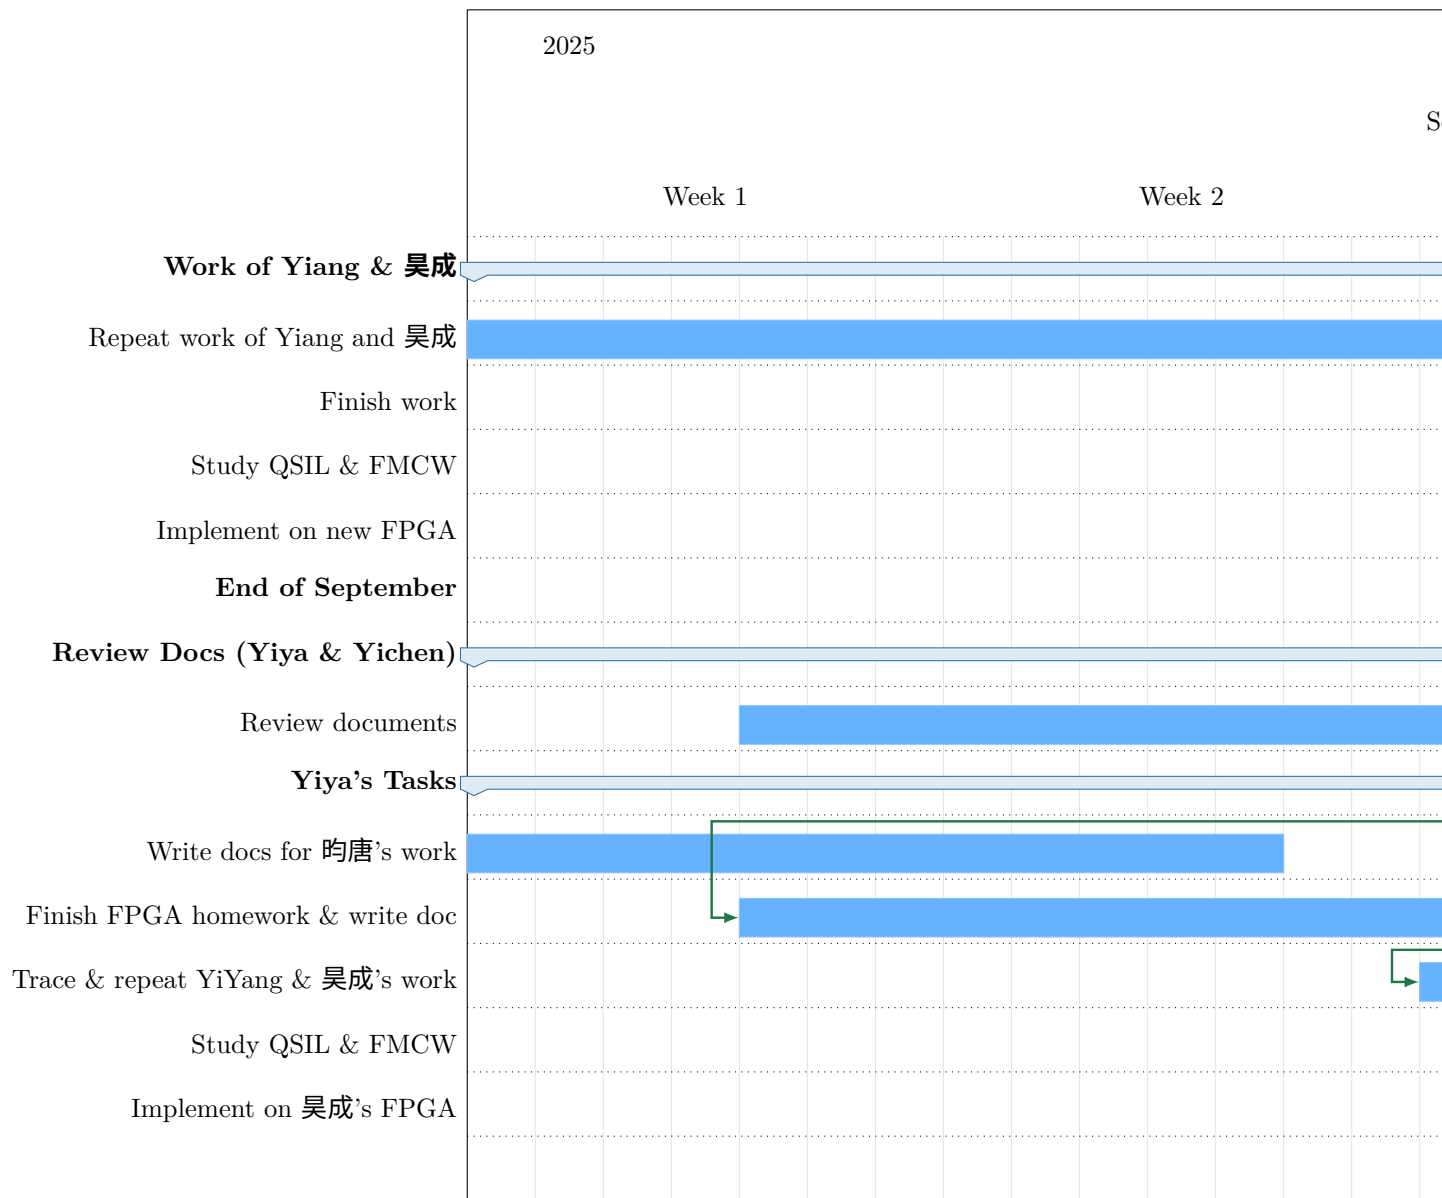 2025
Week 1 Week 2
Work of Yiang & 昊成
Repeat work of Yiang and 昊成
Finish work
Study QSIL & FMCW
Implement on new FPGA
End of September
Review Docs (Yiya & Yichen)
Review documents
Yiya's Tasks
Write docs for 昀唐's work
Finish FPGA homework & write doc
Trace & repeat YiYang & 昊成's work
Study QSIL & FMCW
Implement on 昊成's FPGA